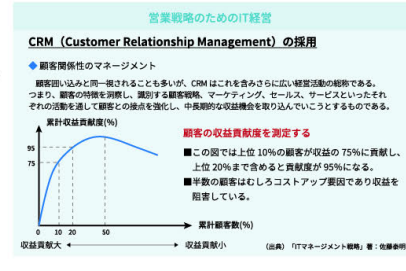 営業戦略のためのIT経営
CRM（Customer Relationship Management）の採用
◆ 顧客関係性のマネージメント
顧客囲い込みと同一視されることも多いが、CRM はこれを含みさらに広い経営活動の総称である。
つまり、顧客の特徴を洞察し、識別する顧客戦略、マーケティング、セールス、サービスといったそれ
ぞれの活動を通して顧客との接点を強化し、中長期的な収益機会を取り込んでいこうとするものである。
累計収益貢献度(%)
顧客の収益貢献度を測定する
95
75
■この図では上位 10%の顧客が収益の 75%に貢献し、
上位 20%まで含めると貢献度が 95%になる。
■半数の顧客はむしろコストアップ要因であり収益を
阻害している。
0 10 20 50
累計顧客数(%)
収益貢献大 収益貢献小
（出典）「ITマネージメント戦略」著：佐藤泰明